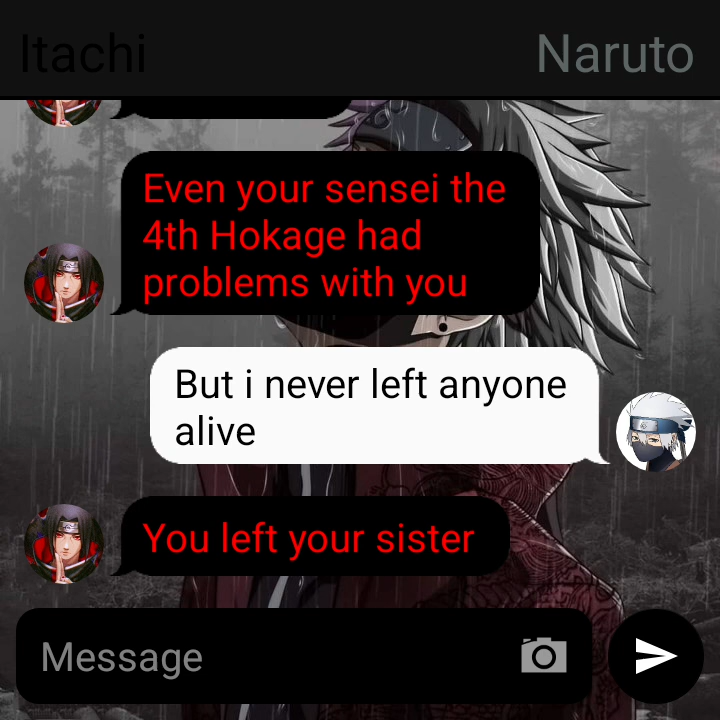 Itachi
Naruto
Even your sensei the
4th Hokage had
problems with you
But i never left anyone
alive
You left your sister
Message